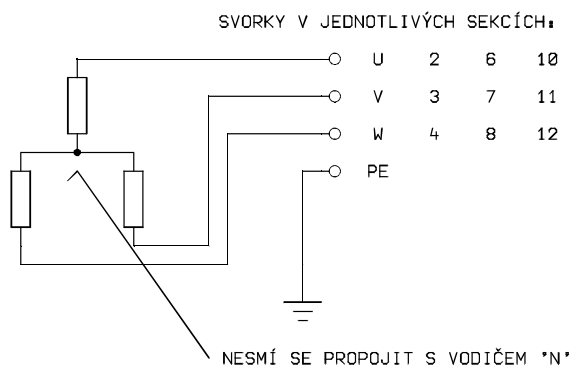 SVORKY V JEDNOTLIVÝCH SEKCÍCH:
U 2 6 10
V 3 7 11
W 4 8 12
PE
NESMÍ SE PROPOJIT S VODIČEM "N"